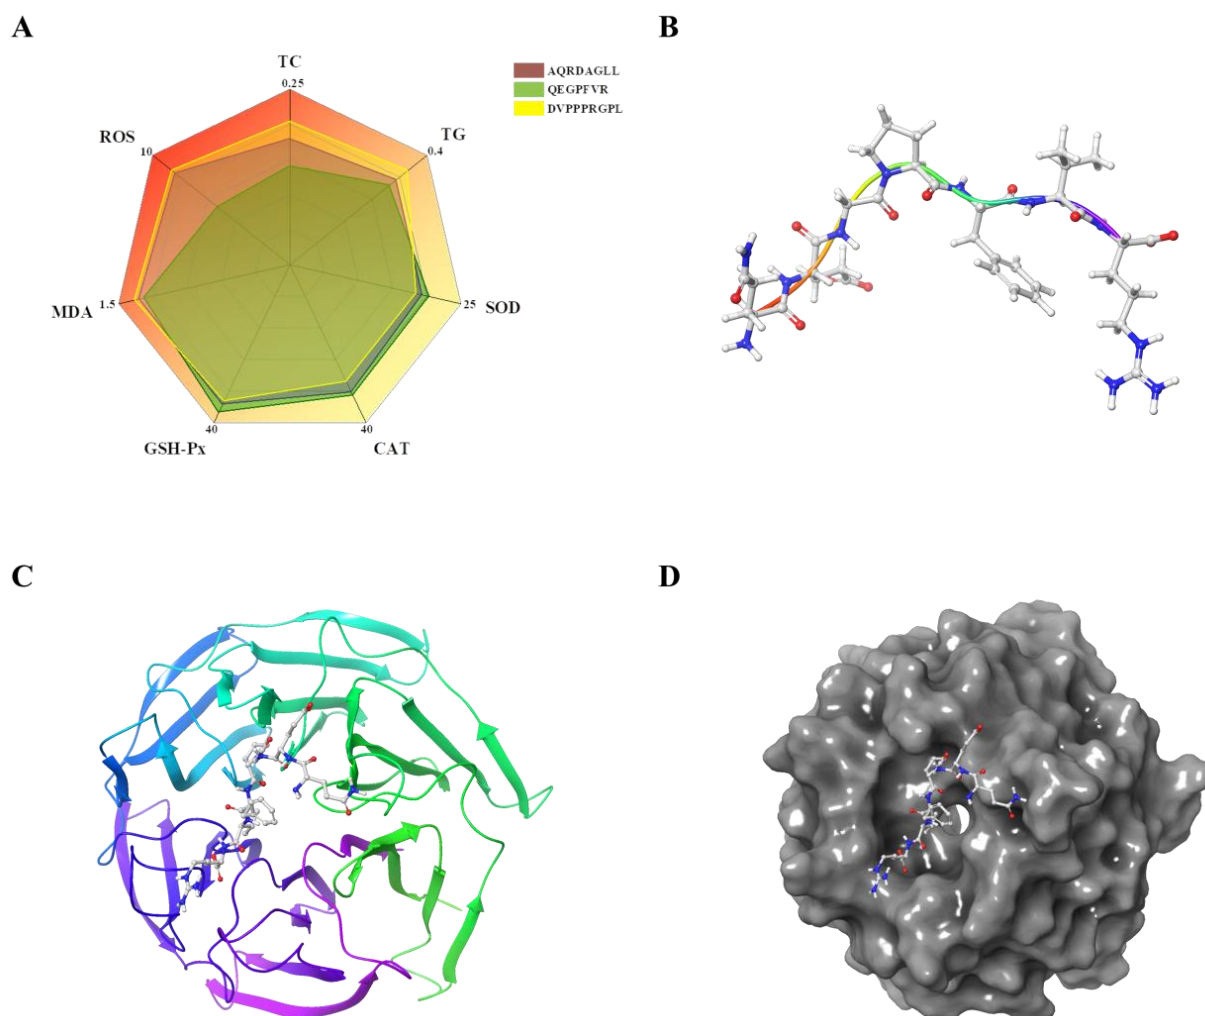 A
B
TC
0.25
AQRDAGLL
QEGPFVR
DVPPPRGPL
ROS
10
TG
0.4
MDA
1.5
SOD
25
GSH-Px
40
CAT
40
C
D